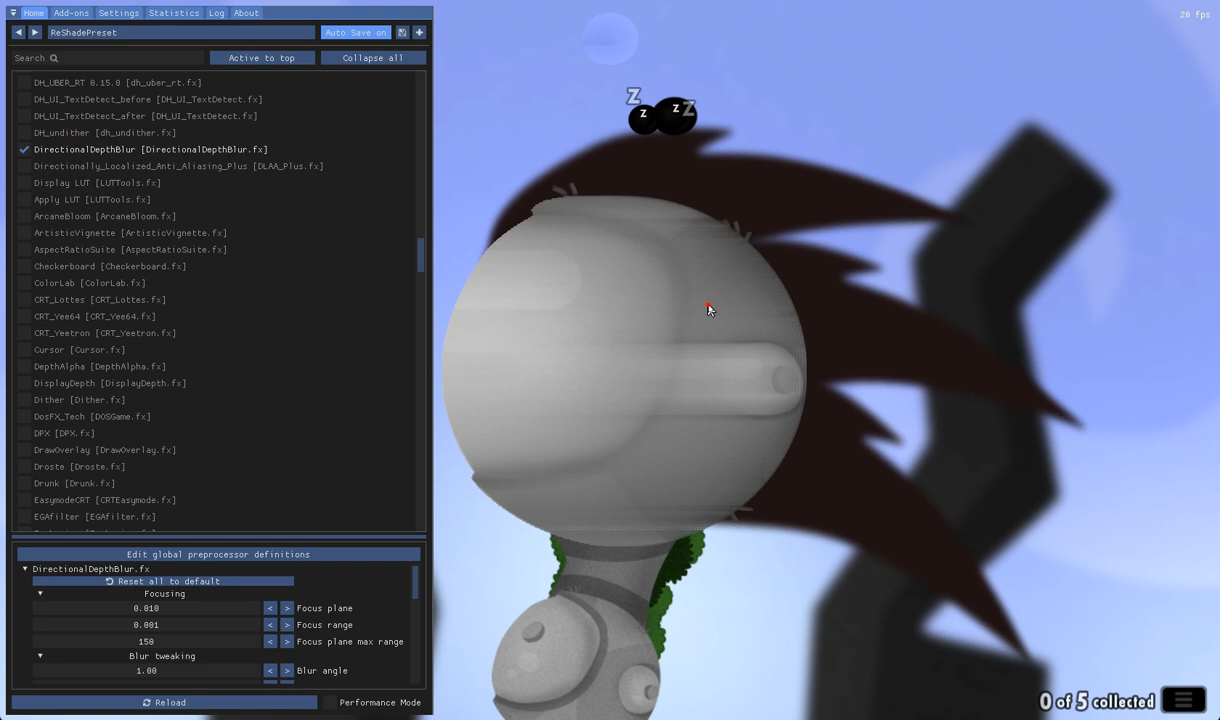 Home Add-ons Settings Statistics Log About
20 fps
ReShadePreset Auto Save on
Search Active to top Collapse all
DH_UBER_RT 0.15.0 [dh_uber_rt.fx]
DH_UI_TextDetect_before [DH_UI_TextDetect.fx]
DH_UI_TextDetect_after [DH_UI_TextDetect.fx]
DH_undither [dh_undither.fx]
DirectionalDepthBlur [DirectionalDepthBlur.fx]
Directionally_Localized_Anti_Aliasing_Plus [DLAA_Plus.fx]
Display LUT [LUTTools.fx]
Apply LUT [LUTTools.fx]
ArcaneBloom [ArcaneBloom.fx]
ArtisticVignette [ArtisticVignette.fx]
AspectRatioSuite [AspectRatioSuite.fx]
Checkerboard [Checkerboard.fx]
ColorLab [ColorLab.fx]
CRT_Lottes [CRT_Lottes.fx]
CRT_Yee64 [CRT_Yee64.fx]
CRT_Yeetron [CRT_Yeetron.fx]
Cursor [Cursor.fx]
DepthAlpha [DepthAlpha.fx]
DisplayDepth [DisplayDepth.fx]
Dither [Dither.fx]
DosFX_Tech [DOSGame.fx]
DPX [DPX.fx]
DrawOverlay [DrawOverlay.fx]
Droste [Droste.fx]
Drunk [Drunk.fx]
EasymodeCRT [CRTEasymode.fx]
EGAfilter [EGAfilter.fx]
Edit global preprocessor definitions
DirectionalDepthBlur.fx
Reset all to default
Focusing
0.010 < > Focus plane
0.001 < > Focus range
150 < > Focus plane max range
Blur tweaking
1.00 < > Blur angle
Reload Performance Mode
Z
z z Z
0 of 5 collected